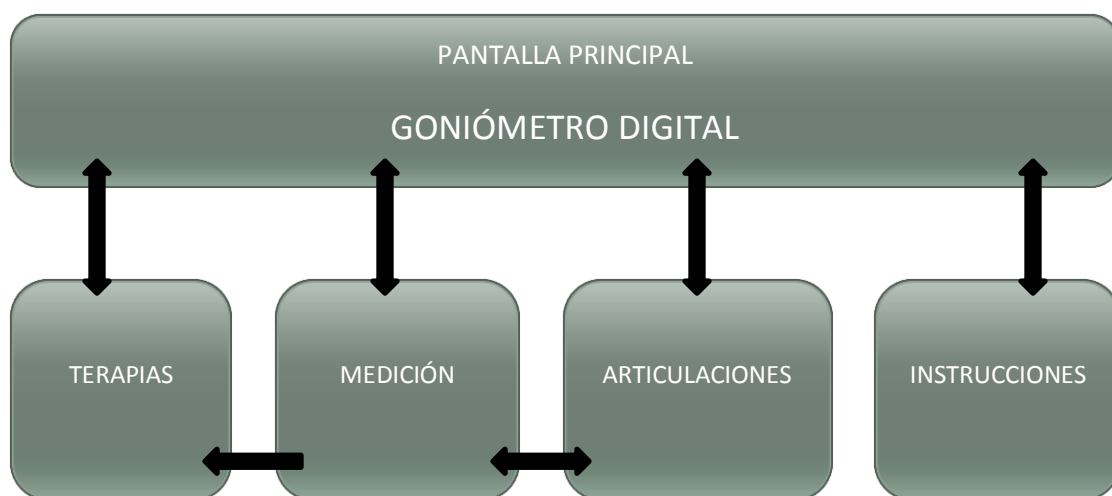 PANTALLA PRINCIPAL
GONIÓMETRO DIGITAL
TERAPIAS
MEDICIÓN
ARTICULACIONES
INSTRUCCIONES